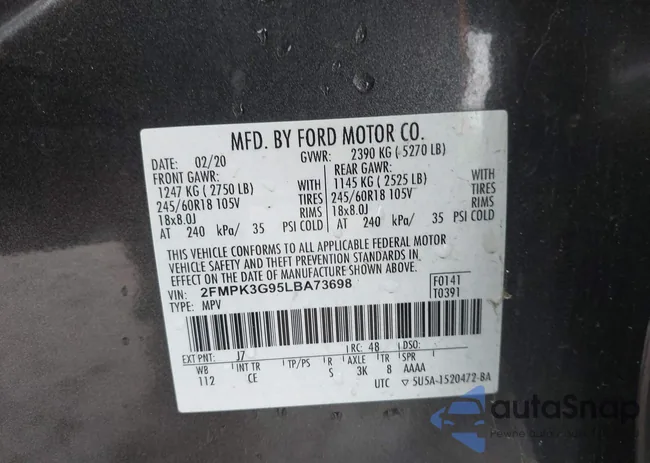 MFD. BY FORD MOTOR CO.
DATE: 02/20 GVWR: 2390 KG ( 5270 LB)
FRONT GAWR: REAR GAWR:
1247 KG ( 2750 LB) WITH 1145 KG ( 2525 LB) WITH
245/60R18 105V TIRES 245/60R18 105V TIRES
18x8.0J RIMS 18x8.0J RIMS
AT 240 kPa/ 35 PSI COLD AT 240 kPa/ 35 PSI COLD
THIS VEHICLE CONFORMS TO ALL APPLICABLE FEDERAL MOTOR
VEHICLE SAFETY AND THEFT PREVENTION STANDARDS IN
EFFECT ON THE DATE OF MANUFACTURE SHOWN ABOVE.
VIN: 2FMPK3G95LBA73698 F0141
TYPE: MPV T0391
EXT PNT: J7 RC: 48 DSO:
WB INT TR TP/PS R AXLE TR SPR
112 CE S 3K 8 AAAA
UTC ▽ 5U5A-1520472-BA
autoSnap